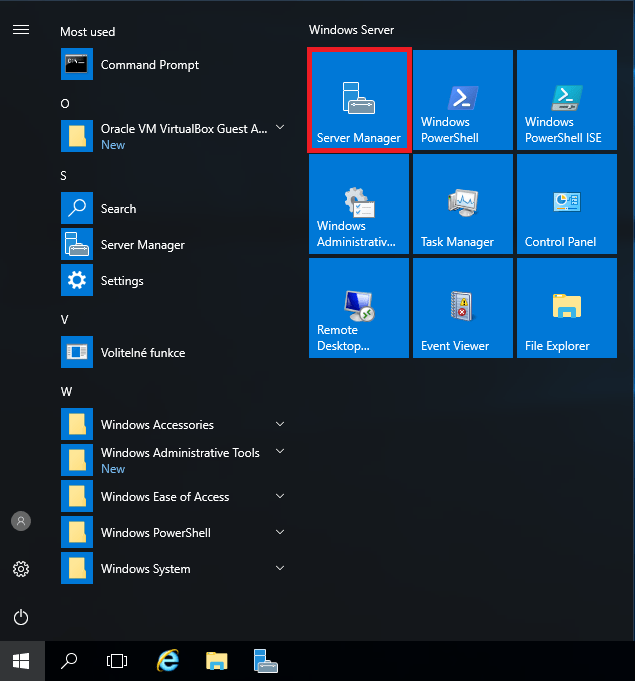 Most used
Command Prompt
O
Oracle VM VirtualBox Guest A...
New
S
Search
Server Manager
Settings
V
Volitelné funkce
W
Windows Accessories
Windows Administrative Tools
New
Windows Ease of Access
Windows PowerShell
Windows System
Windows Server
Server Manager
Windows
PowerShell
Windows
PowerShell ISE
Windows
Administrativ...
Task Manager
Control Panel
Remote
Desktop...
Event Viewer
File Explorer